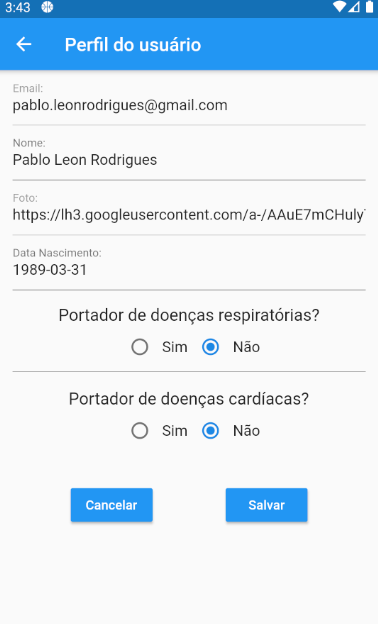 3:43
Perfil do usuário
Email:
pablo.leonrodrigues@gmail.com
Nome:
Pablo Leon Rodrigues
Foto:
https://lh3.googleusercontent.com/a-/AAuE7mCHuly
Data Nascimento:
1989-03-31
Portador de doenças respiratórias?
Sim Não
Portador de doenças cardíacas?
Sim Não
Cancelar Salvar